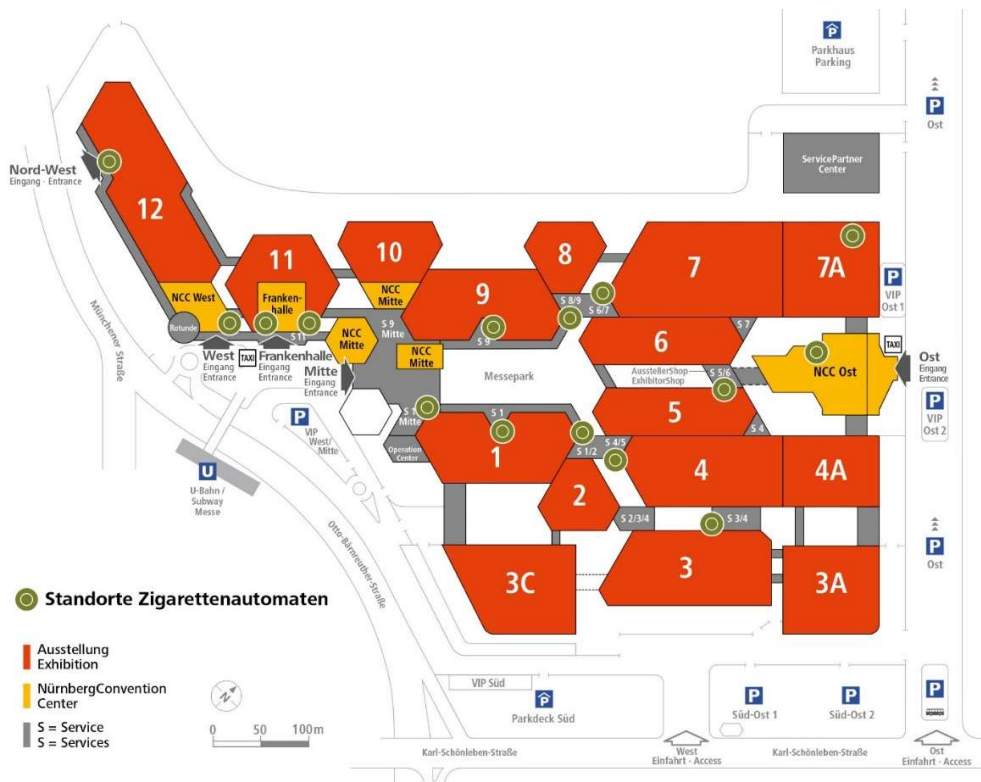 Parkhaus
Parking
P
Ost
ServicePartner
Center
Nord-West
Eingang · Entrance
12
11
10
8
7
7A
NCC West
Franken-
halle
NCC
Mitte
9
S 8/9
S 6/7
P
VIP
Ost 1
Rotunde
S 11
S 9
Mitte
NCC
Mitte
NCC
Mitte
S 9
6
S 7
TAXI
West
Eingang
Entrance
TAXI
Frankenhalle
Eingang
Entrance
Mitte
Eingang
Entrance
Messepark
AusstellerShop
ExhibitorShop
S 5/6
NCC Ost
Ost
Eingang
Entrance
Münchener Straße
5
S 4
P
VIP
Ost 2
P
VIP
West/
Mitte
S 1
Mitte
S 1
Operation
Center
1
S 1/2
S 4/5
4
4A
U
U-Bahn /
Subway
Messe
2
S 2/3/4
S 3/4
P
Ost
Otto-Bärnreuther-Straße
3C
3
3A
Standorte Zigarettenautomaten
Ausstellung
Exhibition
NürnbergConvention
Center
S = Service
S = Services
N
0 50 100 m
VIP Süd
P
Parkdeck Süd
P
Süd-Ost 1
P
Süd-Ost 2
P
Karl-Schönleben-Straße
West
Einfahrt · Access
Karl-Schönleben-Straße
Ost
Einfahrt · Access